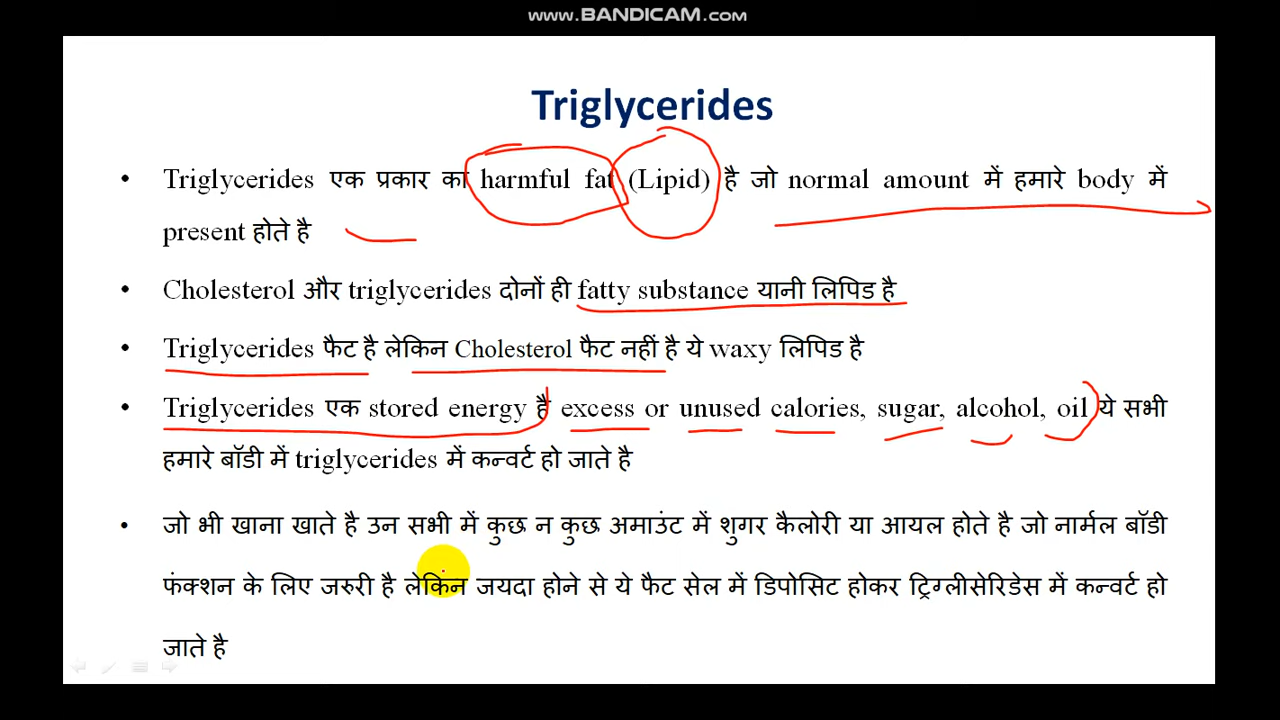 www.BANDICAM.com
Triglycerides
• Triglycerides एक प्रकार का harmful fat (Lipid) है जो normal amount में हमारे body में
present होते है
• Cholesterol और triglycerides दोनों ही fatty substance यानी लिपिड है
• Triglycerides फैट है लेकिन Cholesterol फैट नहीं है ये waxy लिपिड है
• Triglycerides एक stored energy है excess or unused calories, sugar, alcohol, oil ये सभी
हमारे बॉडी में triglycerides में कन्वर्ट हो जाते है
• जो भी खाना खाते है उन सभी में कुछ न कुछ अमाउंट में शुगर कैलोरी या आयल होते है जो नार्मल बॉडी
फंक्शन के लिए जरुरी है लेकिन जयदा होने से ये फैट सेल में डिपोसिट होकर ट्रिग्लीसेरिडेस में कन्वर्ट हो
जाते है